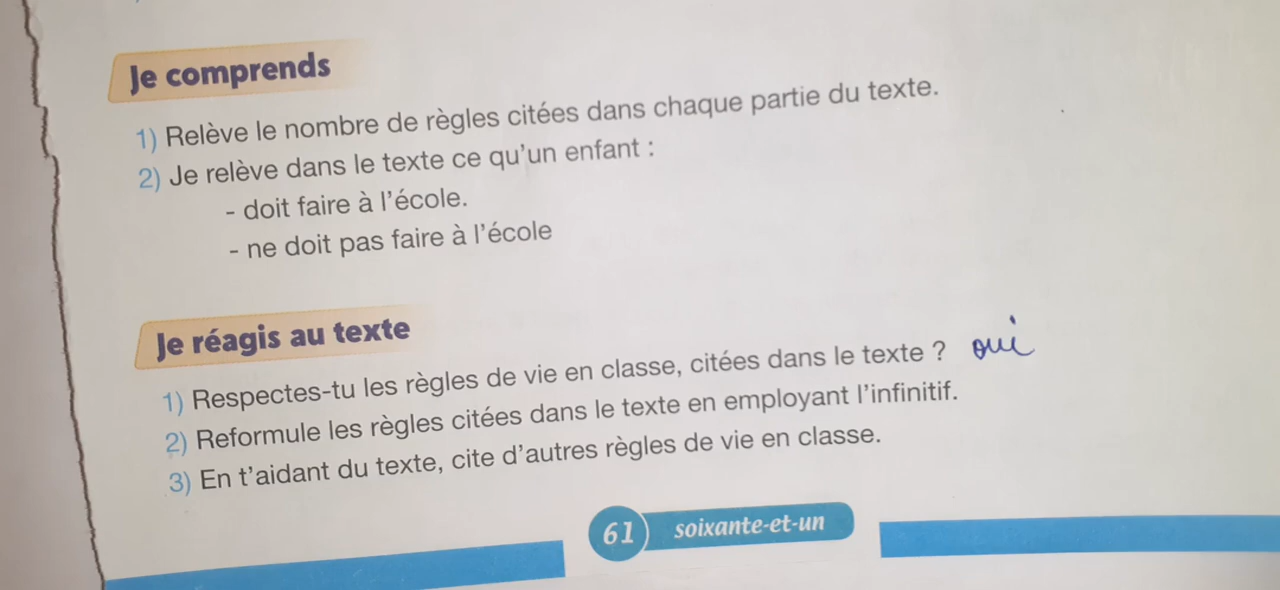 Je comprends
1) Relève le nombre de règles citées dans chaque partie du texte.
2) Je relève dans le texte ce qu'un enfant :
- doit faire à l'école.
- ne doit pas faire à l'école
Je réagis au texte
1) Respectes-tu les règles de vie en classe, citées dans le texte ? oui
2) Reformule les règles citées dans le texte en employant l'infinitif.
3) En t'aidant du texte, cite d'autres règles de vie en classe.
61 soixante-et-un